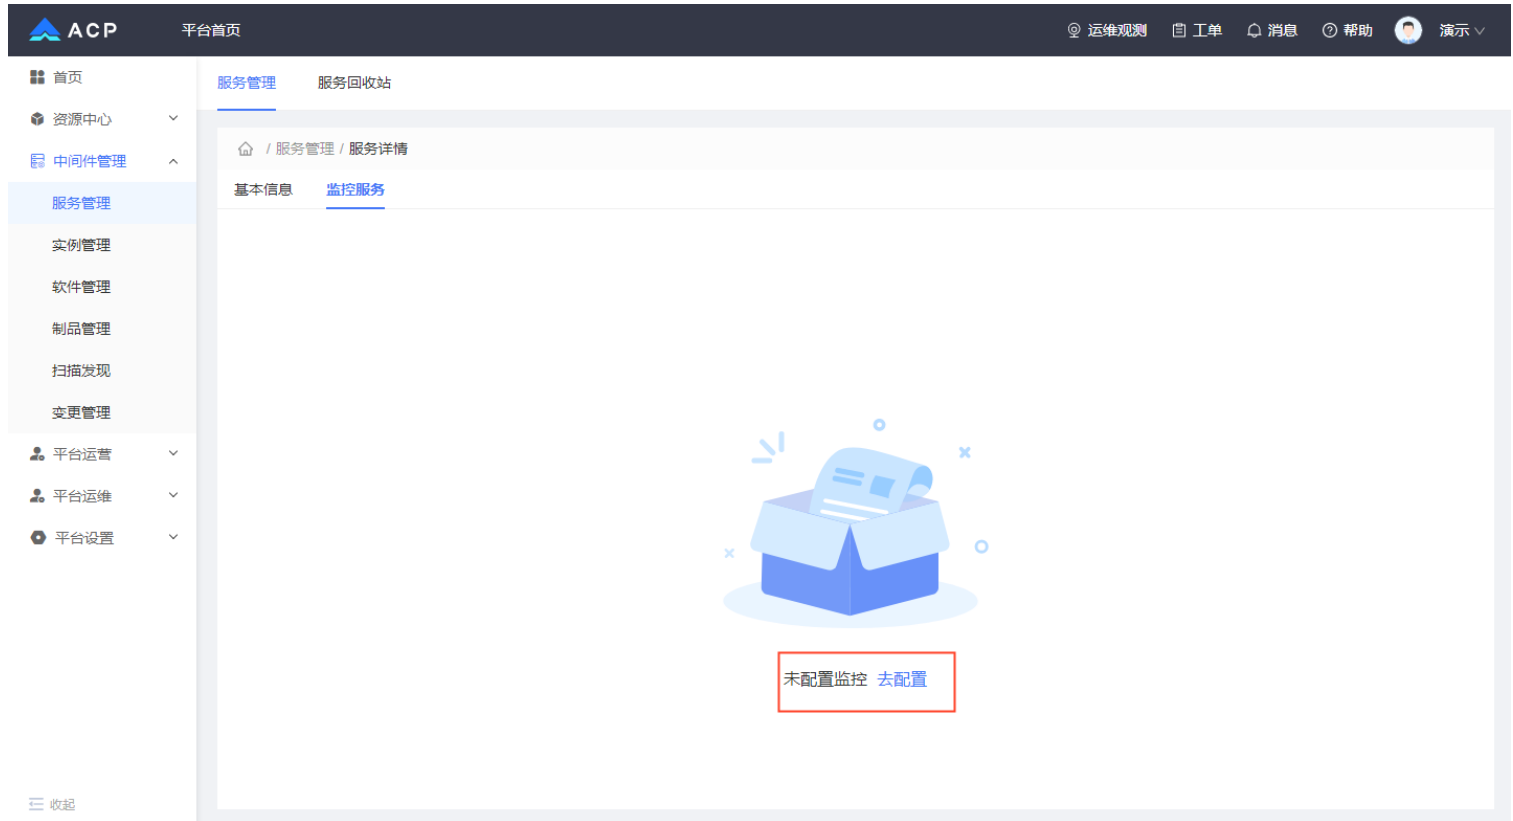 ACP 平台首页 运维观测 工单 消息 帮助 演示
首页
资源中心
中间件管理
服务管理
实例管理
软件管理
制品管理
扫描发现
变更管理
平台运营
平台运维
平台设置
收起
服务管理 服务回收站
/ 服务管理 / 服务详情
基本信息 监控服务
未配置监控 去配置